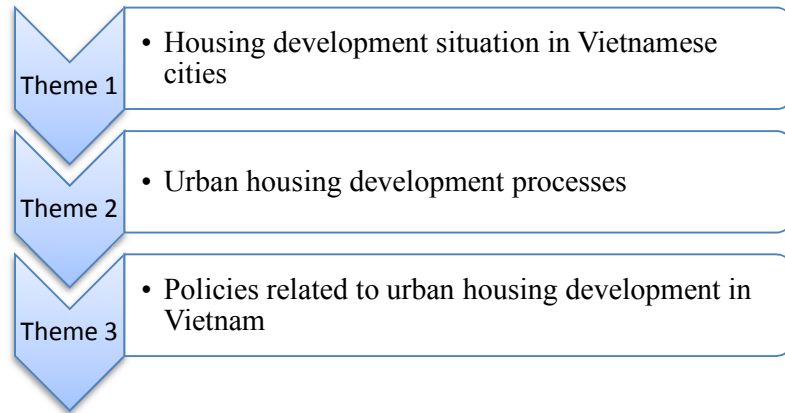 Theme 1
• Housing development situation in Vietnamese
cities
Theme 2
• Urban housing development processes
Theme 3
• Policies related to urban housing development in
Vietnam